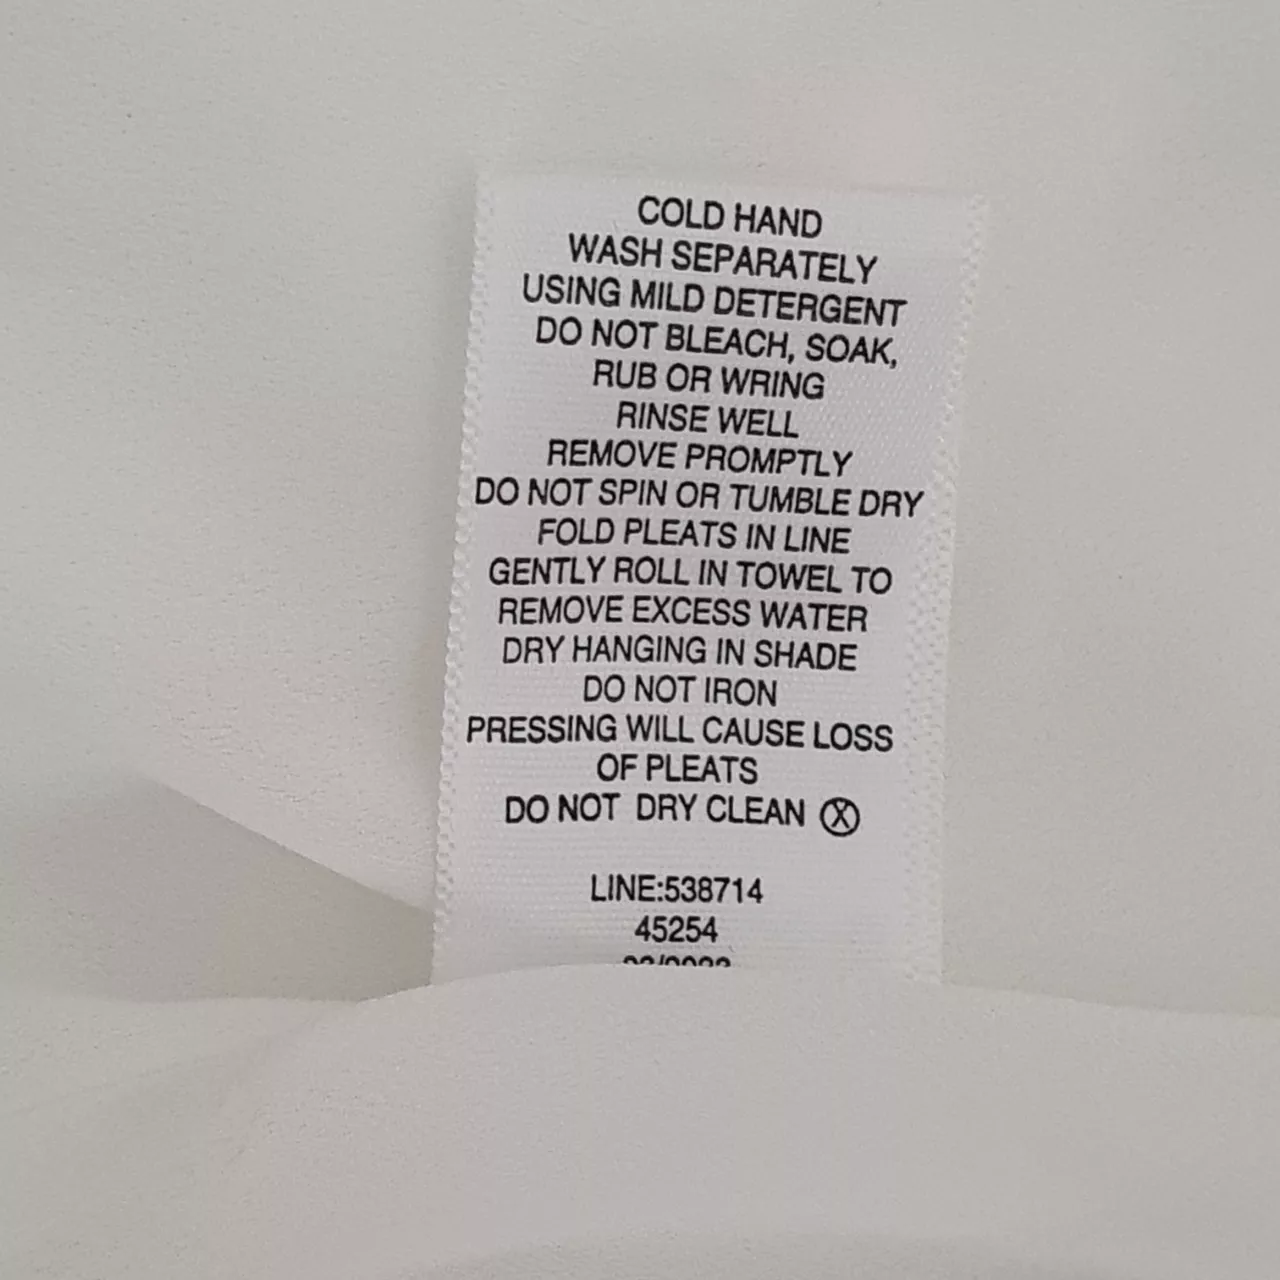 COLD HAND
WASH SEPARATELY
USING MILD DETERGENT
DO NOT BLEACH, SOAK,
RUB OR WRING
RINSE WELL
REMOVE PROMPTLY
DO NOT SPIN OR TUMBLE DRY
FOLD PLEATS IN LINE
GENTLY ROLL IN TOWEL TO
REMOVE EXCESS WATER
DRY HANGING IN SHADE
DO NOT IRON
PRESSING WILL CAUSE LOSS
OF PLEATS
DO NOT DRY CLEAN Ⓧ
LINE:538714
45254